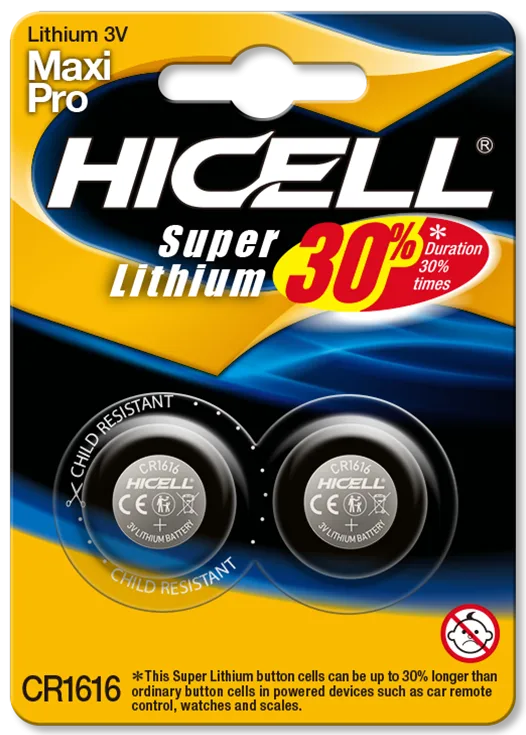 Lithium 3V
Maxi
Pro
HICELL®
Super
Lithium
30%
*
Duration
30%
times
CHILD RESISTANT
CR1616
HICELL®
CE
+
3V LITHIUM BATTERY
CHILD RESISTANT
CR1616
HICELL®
CE
+
3V LITHIUM BATTERY
CR1616
*This Super Lithium button cells can be up to 30% longer than
ordinary button cells in powered devices such as car remote
control, watches and scales.